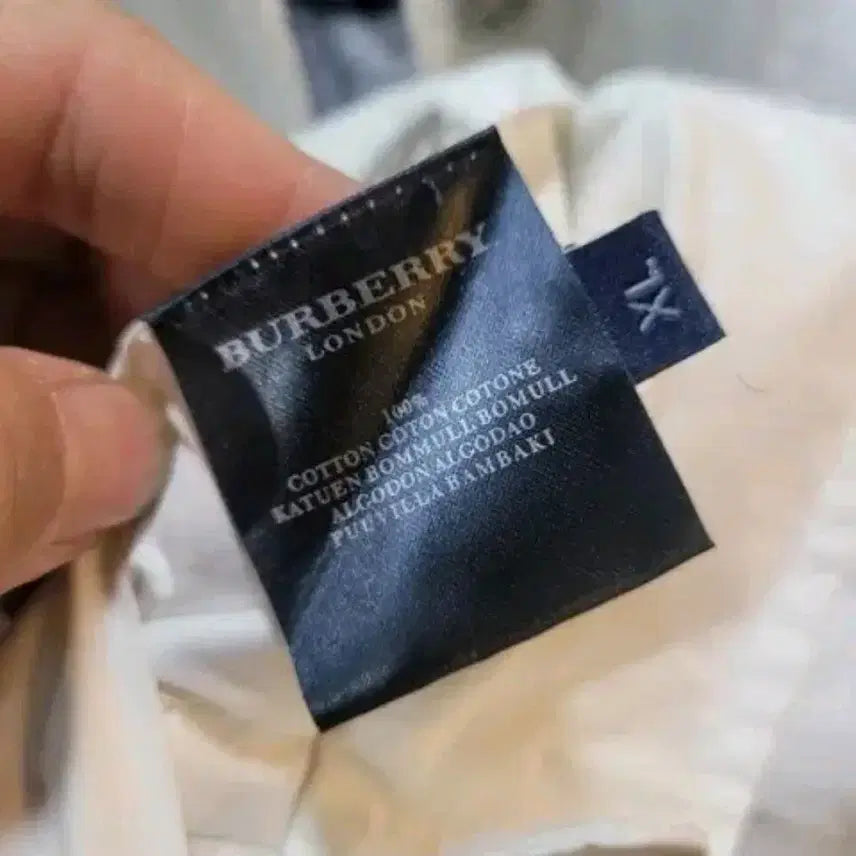 BURBERRY
LONDON
100%
COTTON COTON COTONE
KATUEN BOMMULL BOMULL
ALGODON ALGODAO
PUUVILLA BAMBAKI
XL